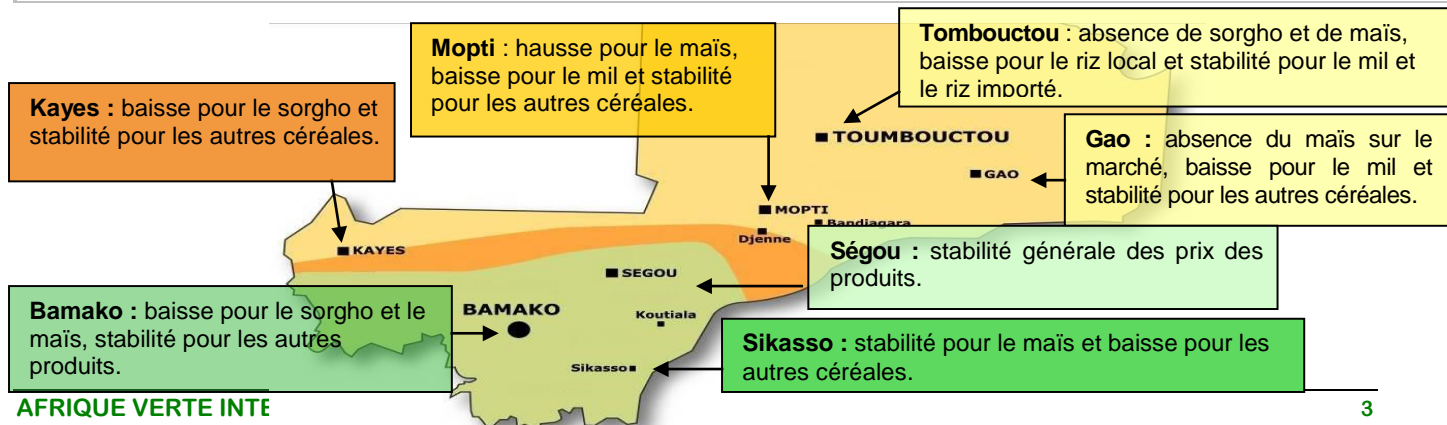 Mopti : hausse pour le maïs,
baisse pour le mil et stabilité
pour les autres céréales.
Tombouctou : absence de sorgho et de maïs,
baisse pour le riz local et stabilité pour le mil et
le riz importé.
Kayes : baisse pour le sorgho et
stabilité pour les autres céréales.
Gao : absence du maïs sur le
marché, baisse pour le mil et
stabilité pour les autres céréales.
TOUMBOUCTOU
GAO
MOPTI
Bandiagara
Djenne
KAYES
Ségou : stabilité générale des prix des
produits.
SEGOU
Bamako : baisse pour le sorgho et le
maïs, stabilité pour les autres
produits.
BAMAKO
Koutiala
Sikasso : stabilité pour le maïs et baisse pour les
autres céréales.
Sikasso
AFRIQUE VERTE INTE
3